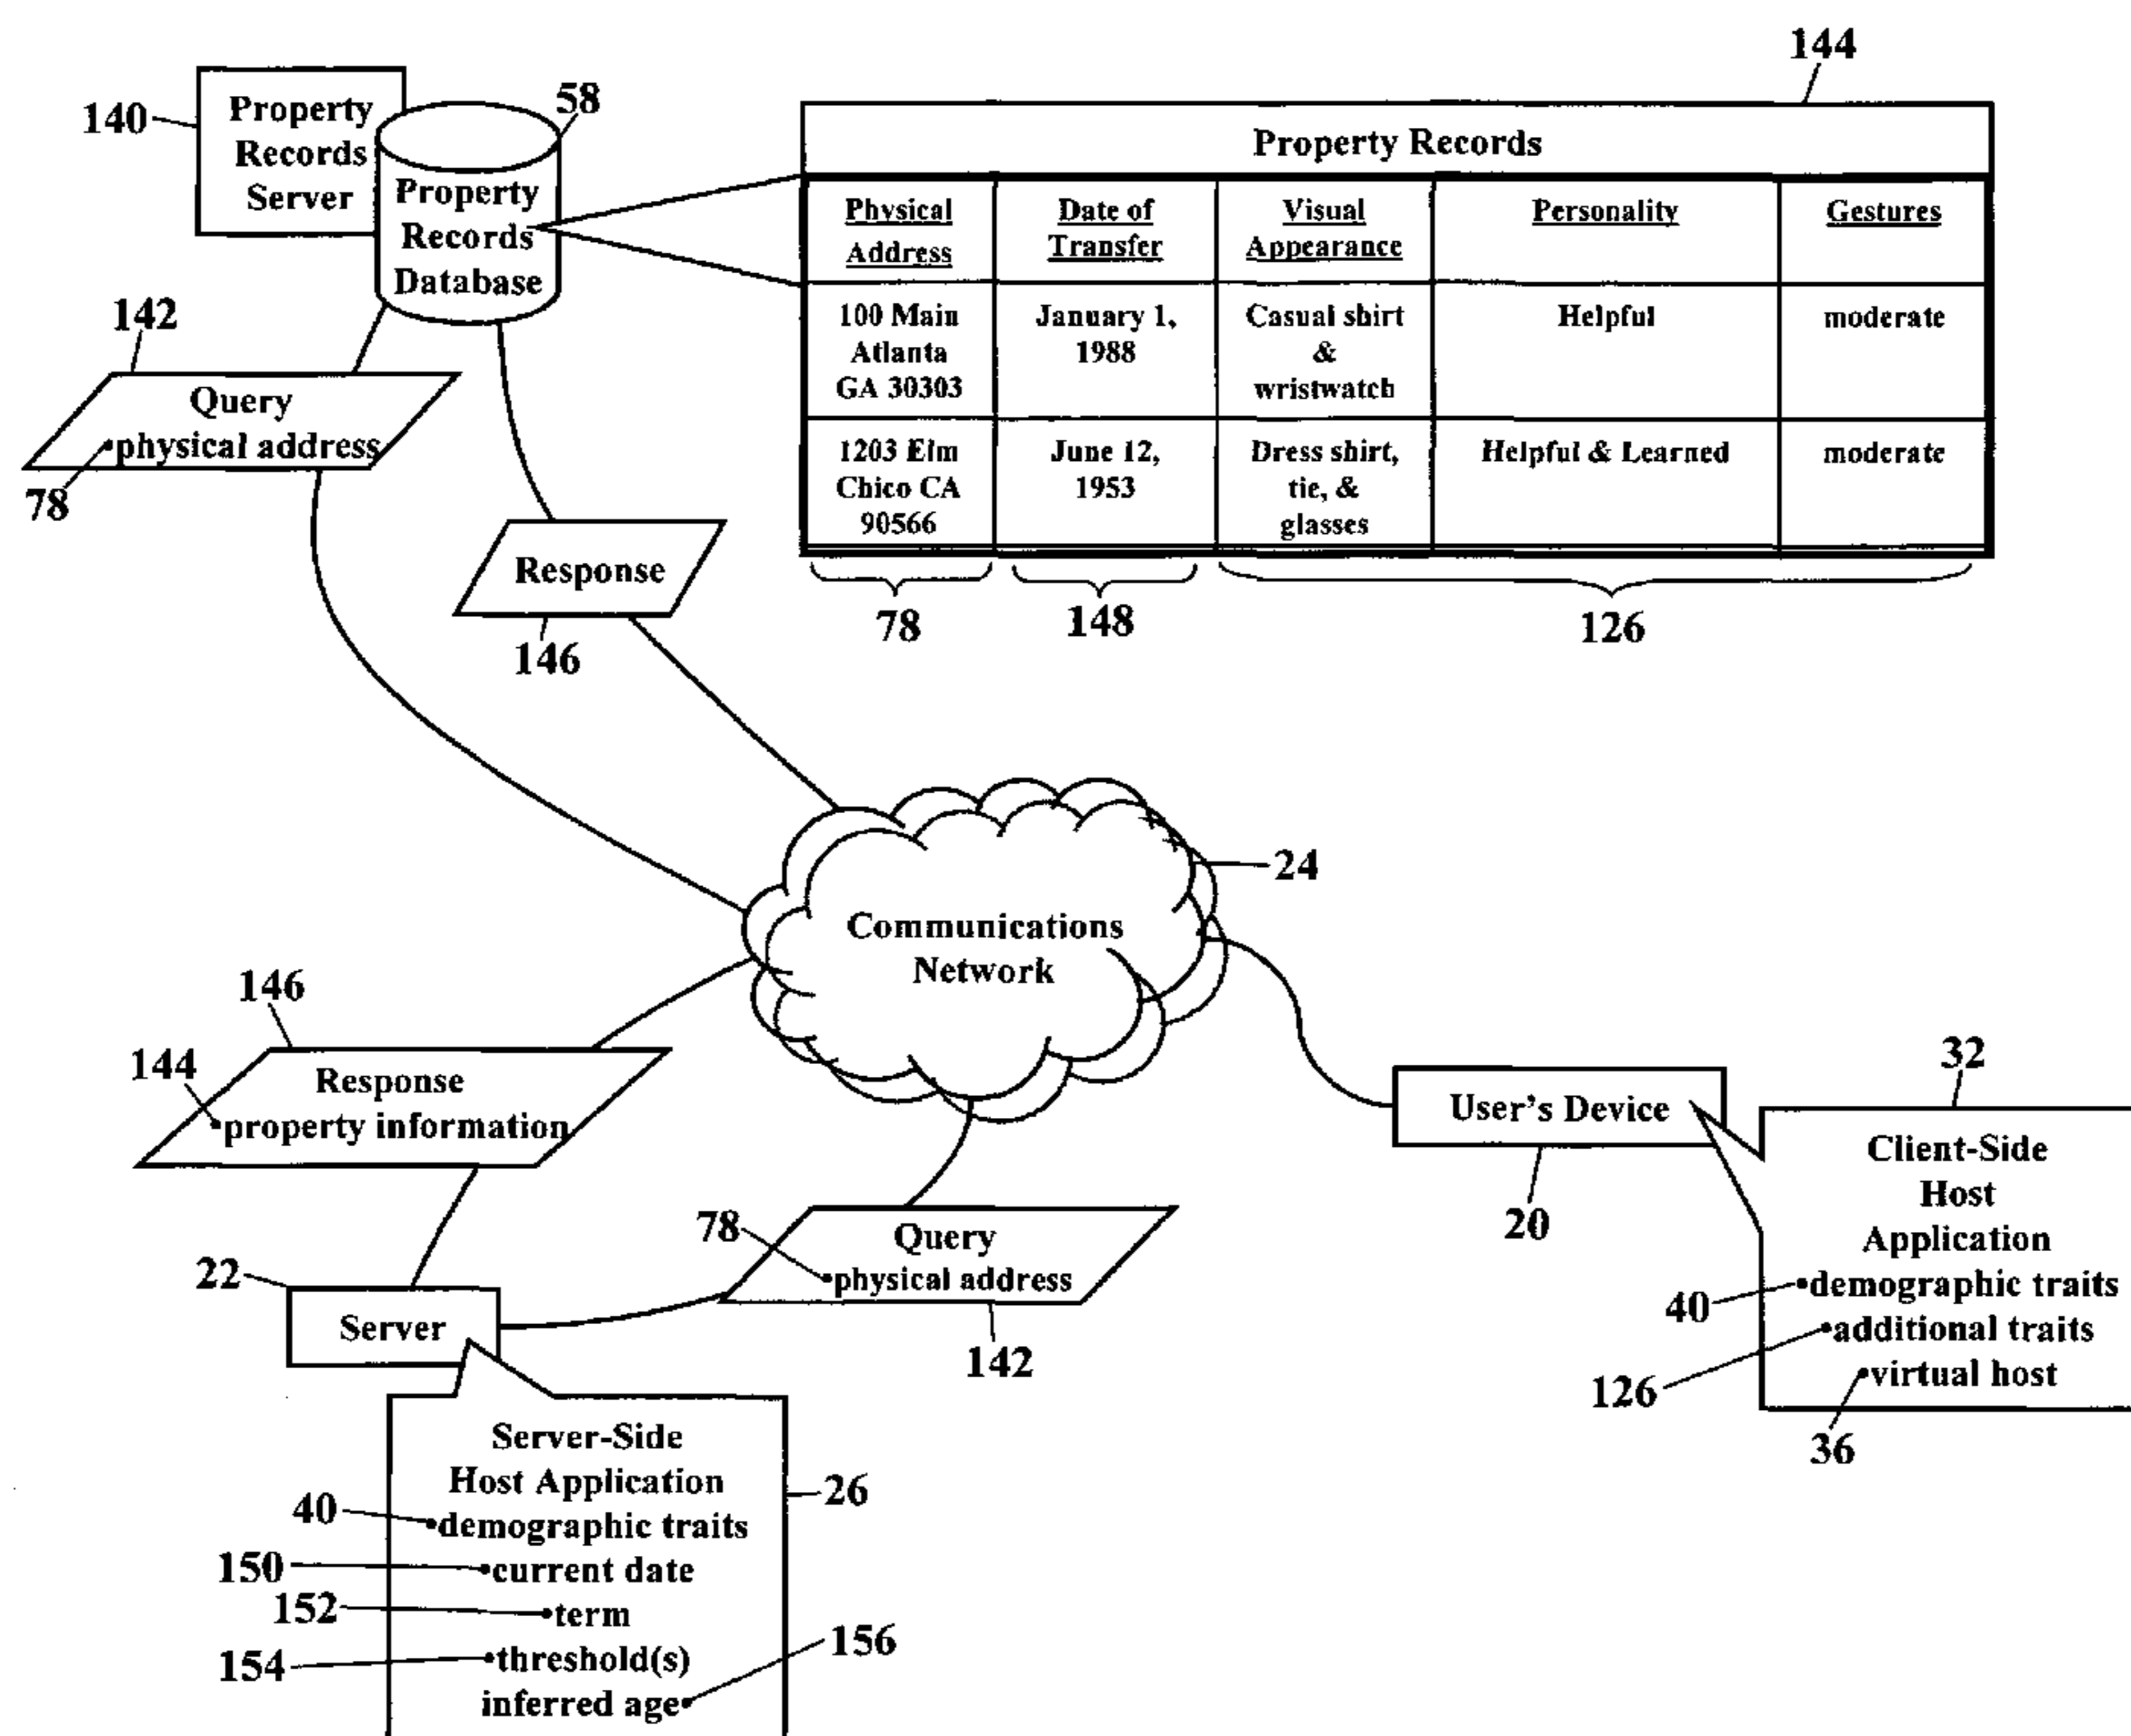 144
140
Property
Records
Server
58
Property
Records
Database
Property Records
Physical
Address
Date of
Transfer
Visual
Appearance
Personality
Gestures
100 Main
Atlanta
GA 30303
January 1,
1988
Casual shirt
&
wristwatch
Helpful
moderate
1203 Elm
Chico CA
90566
June 12,
1953
Dress shirt,
tie, &
glasses
Helpful & Learned
moderate
78
148
126
142
Query
•physical address
78
Response
146
24
Communications
Network
146
144
Response
•property information
32
User's Device
20
Client-Side
Host
Application
40
•demographic traits
•additional traits
126
•virtual host
36
78
Query
•physical address
142
22
Server
Server-Side
Host Application
26
40
•demographic traits
150
•current date
152
•term
154
•threshold(s)
156
inferred age•